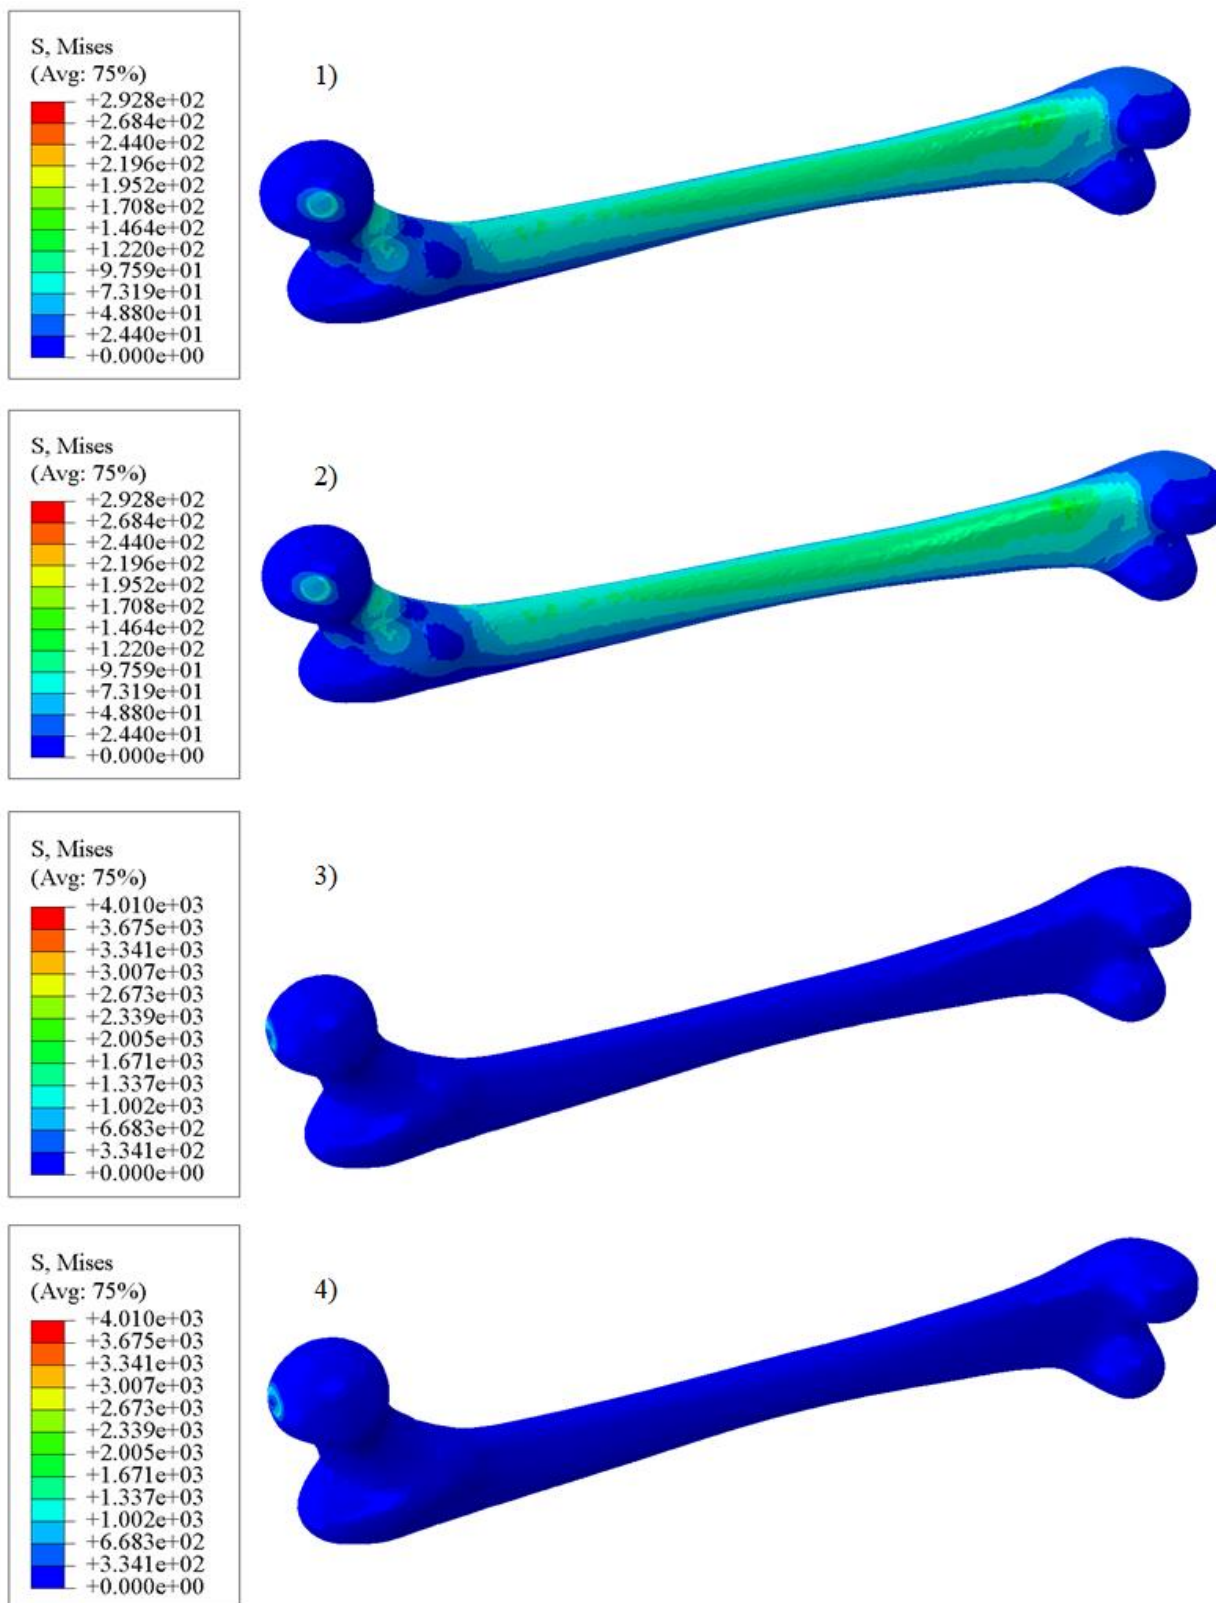 S, Mises
(Avg: 75%)
+2.928e+02
+2.684e+02
+2.440e+02
+2.196e+02
+1.952e+02
+1.708e+02
+1.464e+02
+1.220e+02
+9.759e+01
+7.319e+01
+4.880e+01
+2.440e+01
+0.000e+00
1)
S, Mises
(Avg: 75%)
+2.928e+02
+2.684e+02
+2.440e+02
+2.196e+02
+1.952e+02
+1.708e+02
+1.464e+02
+1.220e+02
+9.759e+01
+7.319e+01
+4.880e+01
+2.440e+01
+0.000e+00
2)
S, Mises
(Avg: 75%)
+4.010e+03
+3.675e+03
+3.341e+03
+3.007e+03
+2.673e+03
+2.339e+03
+2.005e+03
+1.671e+03
+1.337e+03
+1.002e+03
+6.683e+02
+3.341e+02
+0.000e+00
3)
S, Mises
(Avg: 75%)
+4.010e+03
+3.675e+03
+3.341e+03
+3.007e+03
+2.673e+03
+2.339e+03
+2.005e+03
+1.671e+03
+1.337e+03
+1.002e+03
+6.683e+02
+3.341e+02
+0.000e+00
4)